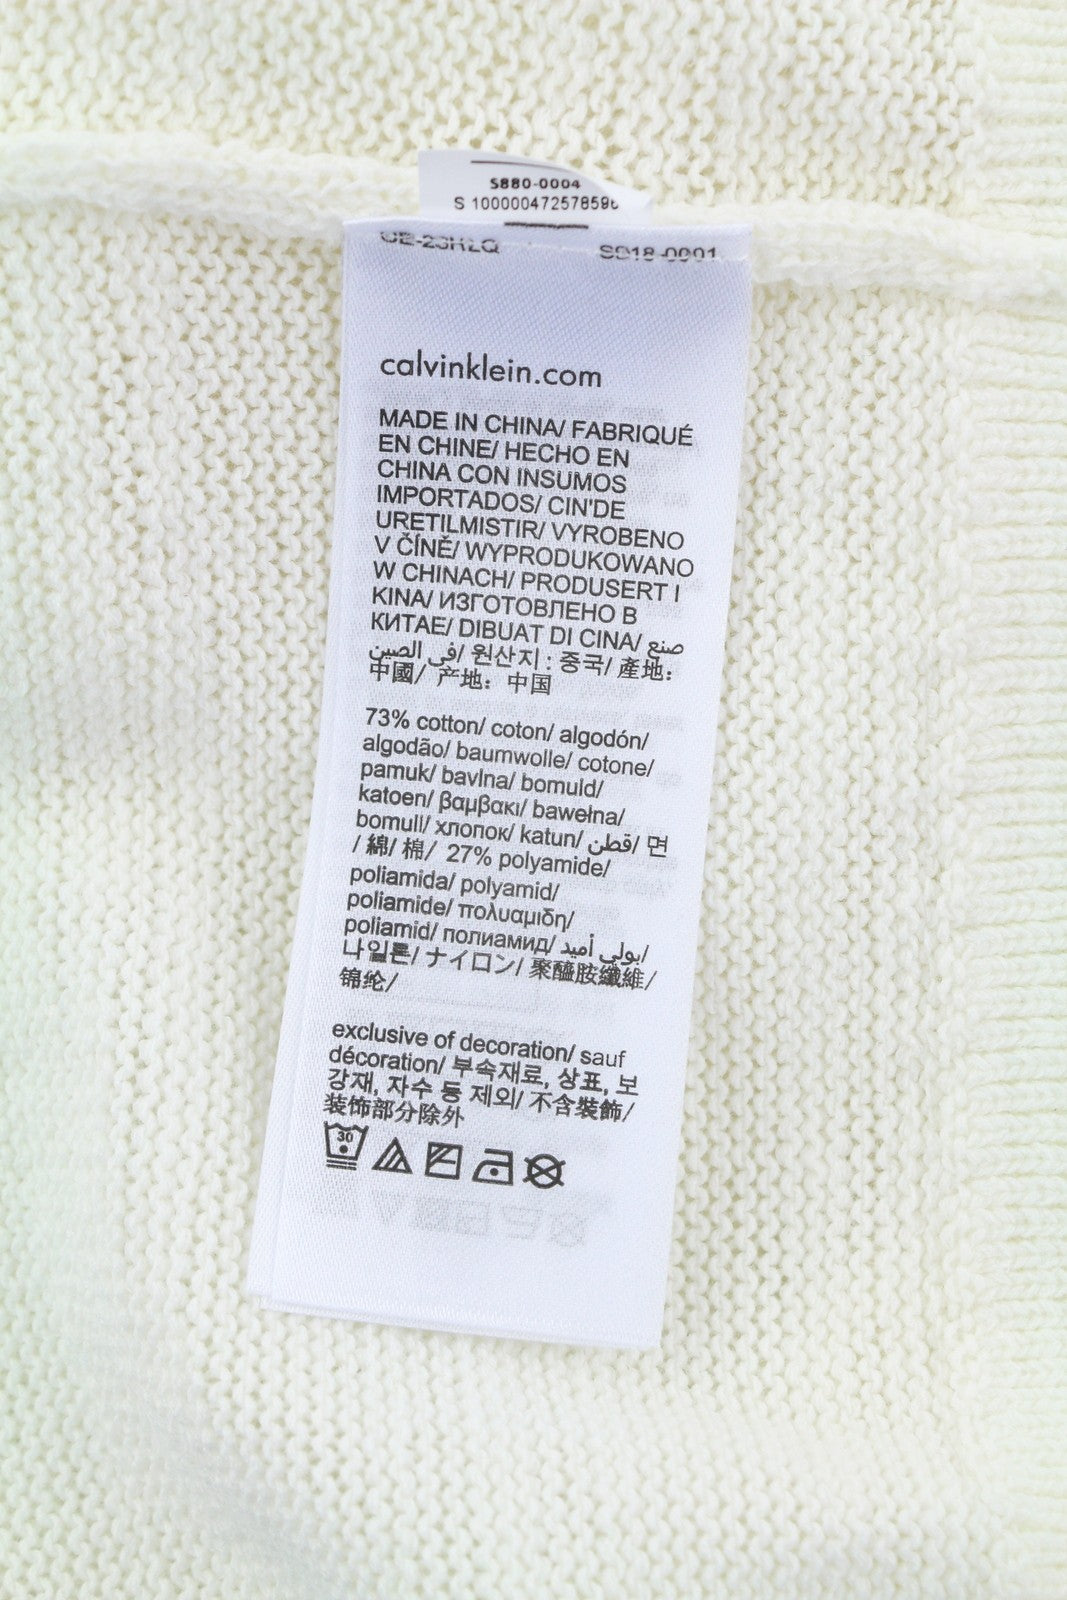 S880-0004
S 1000004725785
calvinklein.com
MADE IN CHINA/ FABRIQUÉ
EN CHINE/ HECHO EN
CHINA CON INSUMOS
IMPORTADOS/ CIN'DE
URETILMISTIR/ VYROBENO
V ČÍNĚ/ WYPRODUKOWANO
W CHINACH/ PRODUSERT I
KINA/ ИЗГОТОВЛЕНО В
КИТАЕ/ DIBUAT DI CINA/ صنع
في الصين/ 원산지 : 중국/ 產地:
中國/ 产地: 中国
73% cotton/ coton/ algodón/
algodão/ baumwolle/ cotone/
pamuk/ bavlna/ bomuld/
katoen/ βαμβακι/ bawełna/
bomull/ хлопок/ katun/ قطن/ 면
/ 綿/ 棉/ 27% polyamide/
poliamida/ polyamid/
poliamide/ πολυαμιδη/
poliamid/ полиамид/ بولي أميد/
나일론/ ナイロン/ 聚醯胺纖維/
锦纶/
exclusive of decoration/ sauf
décoration/ 부속재료, 상표, 보
강재, 자수 등 제외/ 不含裝飾/
装饰部分除外
30